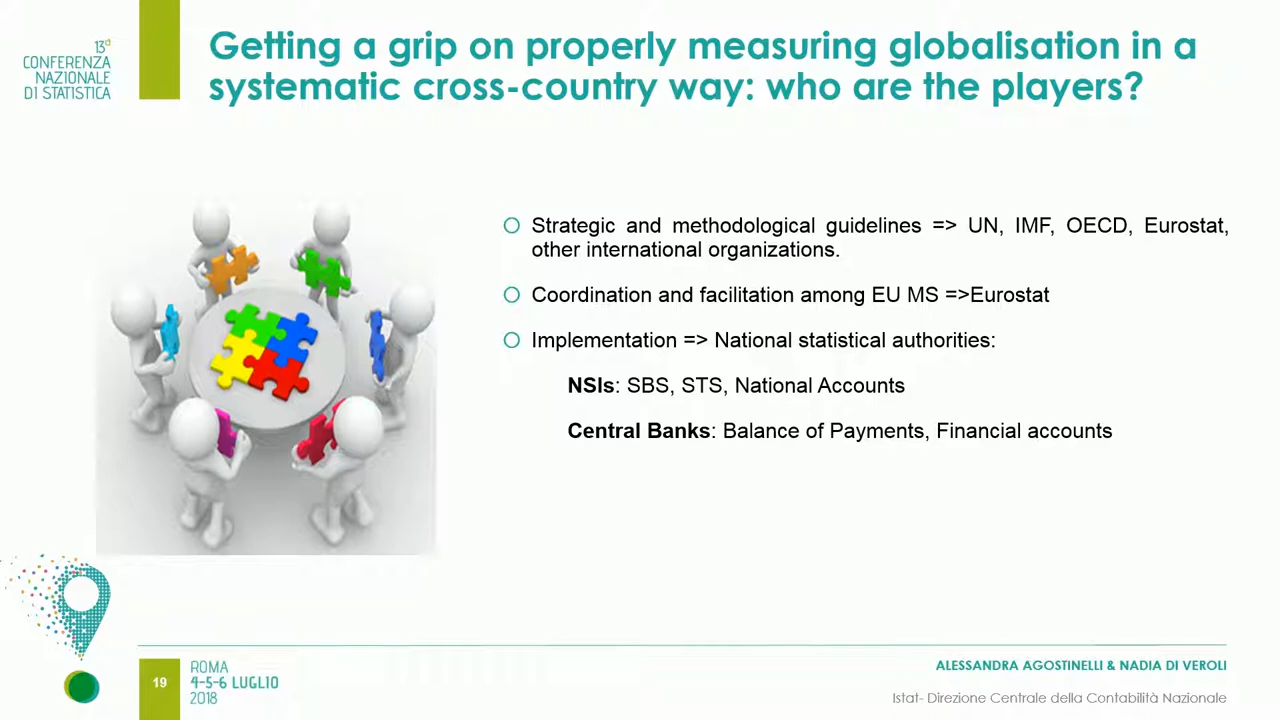 13ª
CONFERENZA
NAZIONALE
DI STATISTICA
Getting a grip on properly measuring globalisation in a
systematic cross-country way: who are the players?
Strategic and methodological guidelines => UN, IMF, OECD, Eurostat,
other international organizations.
Coordination and facilitation among EU MS =>Eurostat
Implementation => National statistical authorities:
NSIs: SBS, STS, National Accounts
Central Banks: Balance of Payments, Financial accounts
19
ROMA
4-5-6 LUGLIO
2018
ALESSANDRA AGOSTINELLI & NADIA DI VEROLI
Istat- Direzione Centrale della Contabilità Nazionale